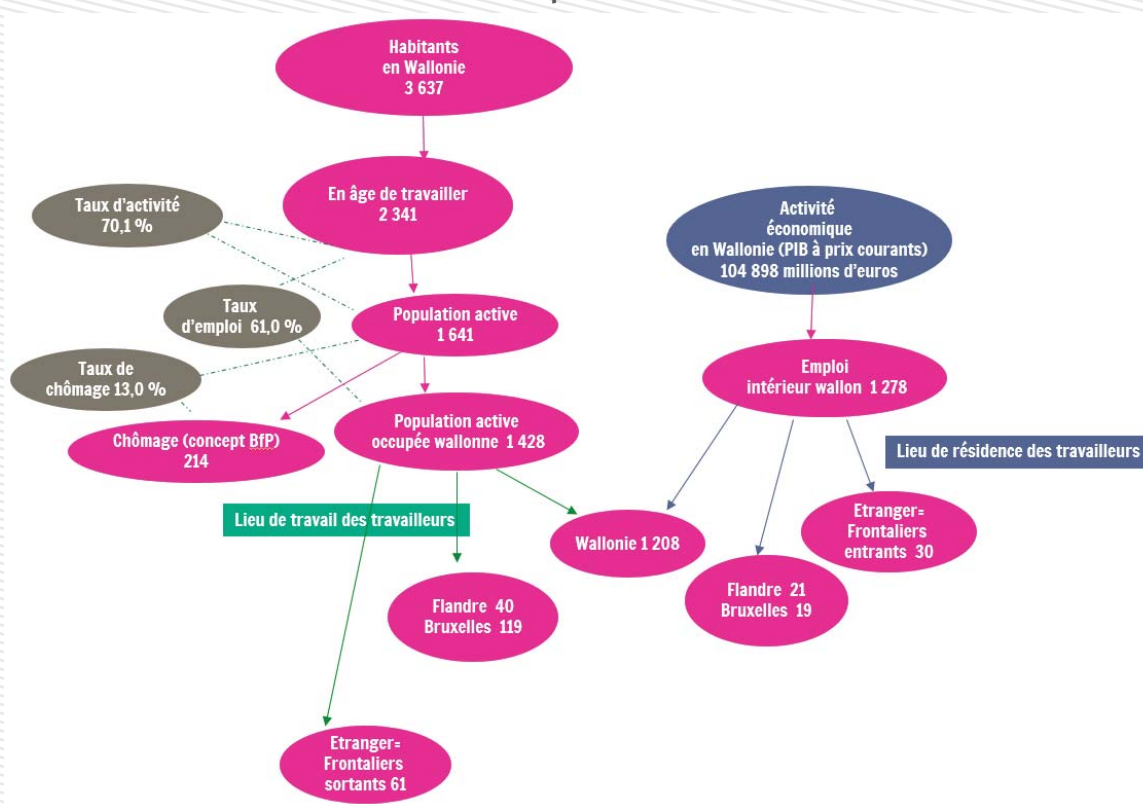 Habitants
en Wallonie
3 637
En âge de travailler
2 341
Taux d'activité
70,1 %
Activité
économique
en Wallonie (PIB à prix courants)
104 898 millions d'euros
Taux
d'emploi 61,0 %
Population active
1 641
Taux de
chômage 13,0 %
Emploi
intérieur wallon 1 278
Chômage (concept BfP)
214
Population active
occupée wallonne 1 428
Lieu de résidence des travailleurs
Lieu de travail des travailleurs
Wallonie 1 208
Etranger=
Frontaliers
entrants 30
Flandre 40
Bruxelles 119
Flandre 21
Bruxelles 19
Etranger=
Frontaliers
sortants 61